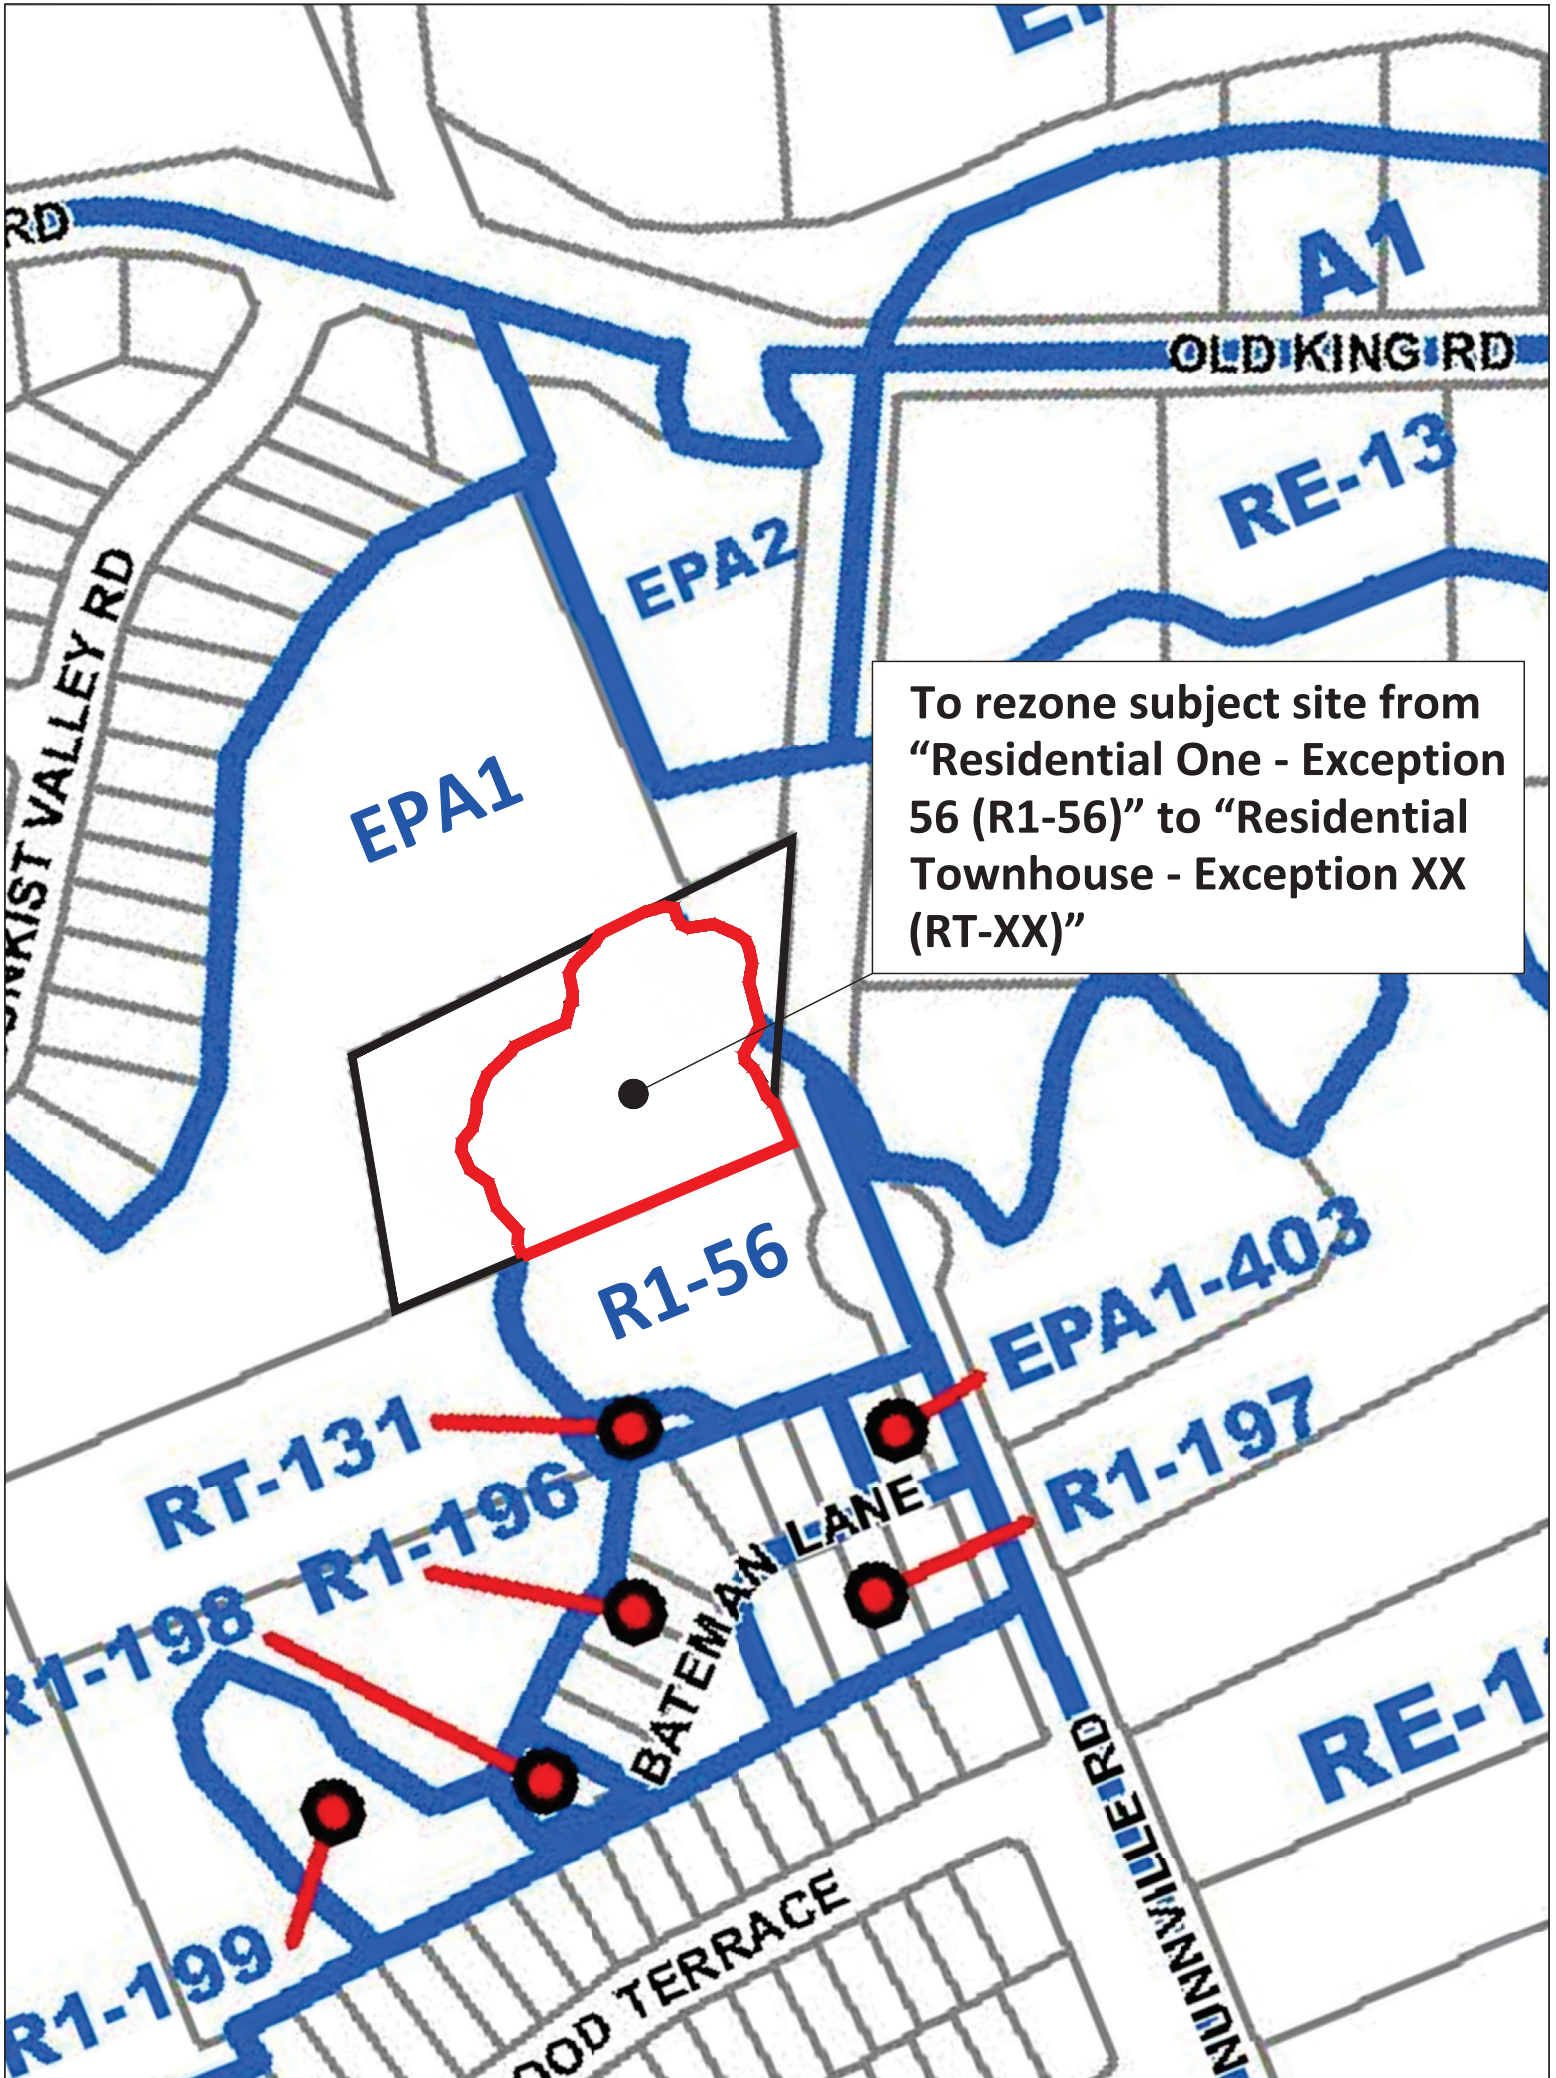 RD
A1
OLD KING RD
RE-13
EPA2
To rezone subject site from
“Residential One - Exception
56 (R1-56)” to “Residential
Townhouse - Exception XX
(RT-XX)”
EPA1
VALLEY RD
R1-56
EPA1-403
RT-131
R1-196
R1-197
BATEMAN LANE
R1-198
R1-199
TERRACE